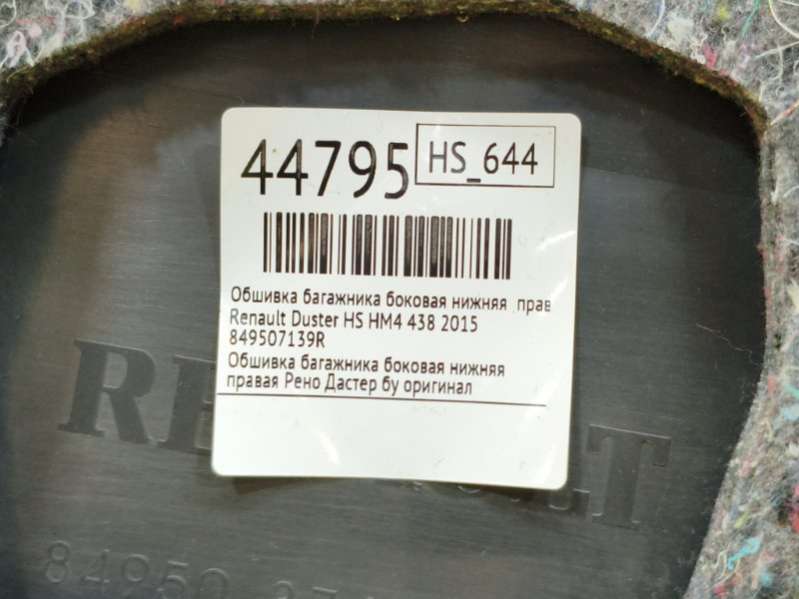 44795
HS_644
Обшивка багажника боковая нижняя прав
Renault Duster HS HM4 438 2015
849507139R
Обшивка багажника боковая нижняя
правая Рено Дастер бу оригинал
84950